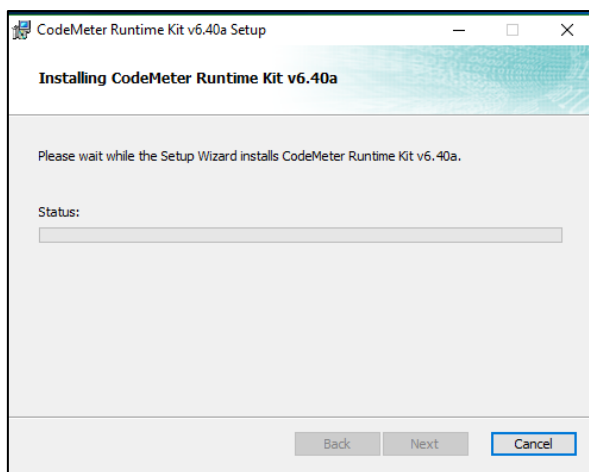 CodeMeter Runtime Kit v6.40a Setup
Installing CodeMeter Runtime Kit v6.40a
Please wait while the Setup Wizard installs CodeMeter Runtime Kit v6.40a.
Status:
Back Next Cancel